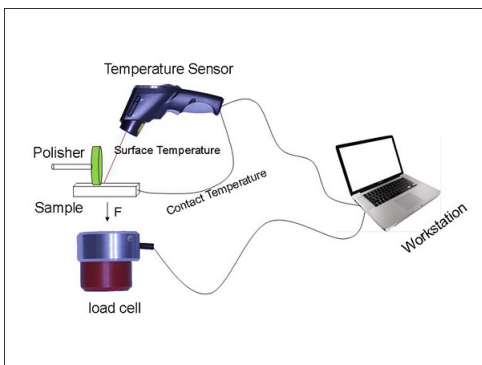 Temperature Sensor
Polisher
Surface Temperature
Sample
Contact Temperature
F
Workstation
load cell